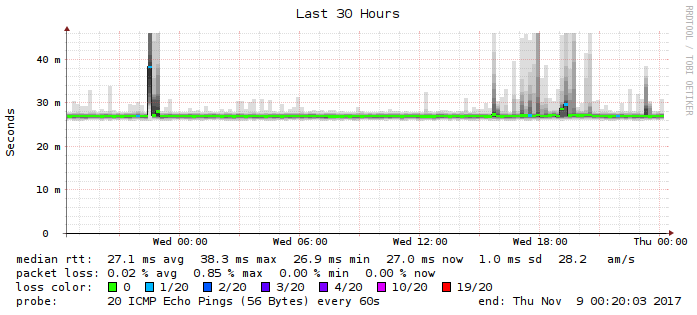 Last 30 Hours
RRDTOOL / TOBI OETIKER
Seconds
40 m
30 m
20 m
10 m
0
Wed 00:00 Wed 06:00 Wed 12:00 Wed 18:00 Thu 00:00
median rtt: 27.1 ms avg 38.3 ms max 26.9 ms min 27.0 ms now 1.0 ms sd 28.2 am/s
packet loss: 0.02 % avg 0.85 % max 0.00 % min 0.00 % now
loss color: 0 1/20 2/20 3/20 4/20 10/20 19/20
probe: 20 ICMP Echo Pings (56 Bytes) every 60s end: Thu Nov 9 00:20:03 2017